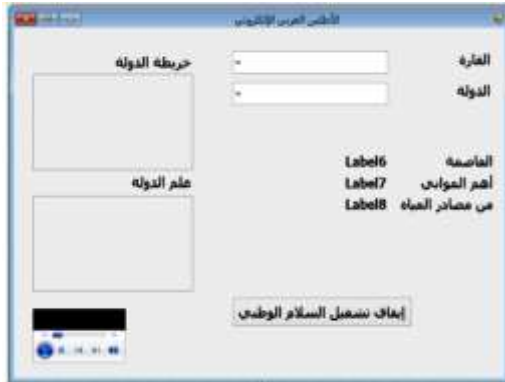 الأطلس العربي الإلكتروني
القارة
خريطة الدولة
الدولة
العاصمة Label6
أهم الموانى Label7
علم الدولة
من مصادر المياه Label8
إيقاف تشغيل السلام الوطني